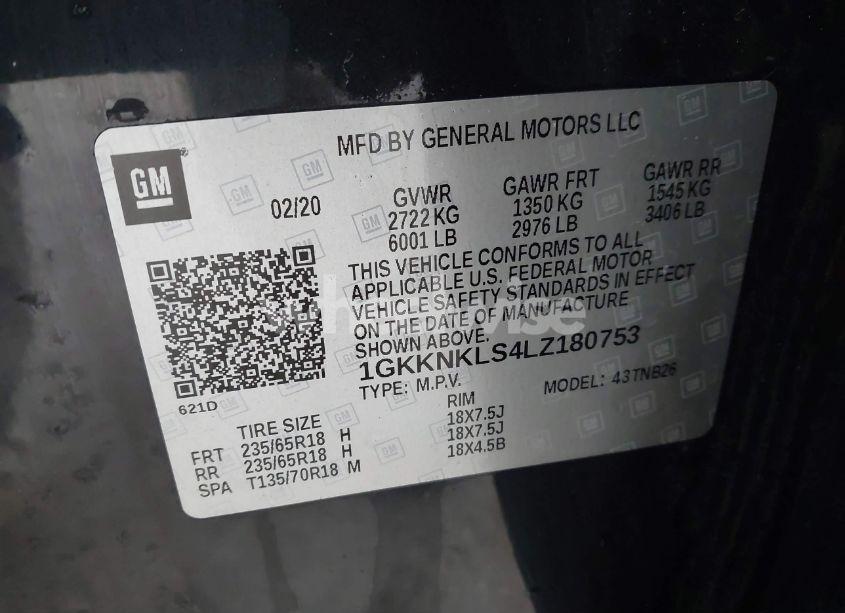 MFD BY GENERAL MOTORS LLC
GM
02/20
GVWR GAWR FRT GAWR RR
2722 KG 1350 KG 1545 KG
6001 LB 2976 LB 3406 LB
THIS VEHICLE CONFORMS TO ALL
APPLICABLE U.S. FEDERAL MOTOR
VEHICLE SAFETY STANDARDS IN EFFECT
ON THE DATE OF MANUFACTURE
SHOWN ABOVE.
1GKKNKLS4LZ180753
TYPE: M.P.V. MODEL: 43TNB26
621D
TIRE SIZE RIM
FRT 235/65R18 H 18X7.5J
RR 235/65R18 H 18X7.5J
SPA T135/70R18 M 18X4.5B